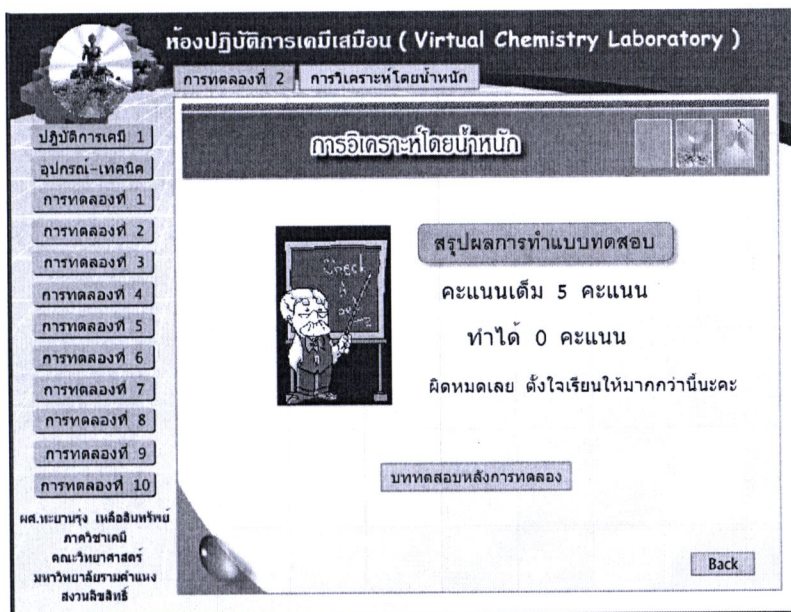 ห้องปฏิบัติการเคมีเสมือน ( Virtual Chemistry Laboratory )
การทดลองที่ 2 การวิเคราะห์โดยน้ำหนัก
ปฏิบัติการเคมี 1
อุปกรณ์-เทคนิค
การทดลองที่ 1
การทดลองที่ 2
การทดลองที่ 3
การทดลองที่ 4
การทดลองที่ 5
การทดลองที่ 6
การทดลองที่ 7
การทดลองที่ 8
การทดลองที่ 9
การทดลองที่ 10
ผศ.ทะยานรุ่ง เหลือสินทรัพย์
ภาควิชาเคมี
คณะวิทยาศาสตร์
มหาวิทยาลัยรามคำแหง
สงวนลิขสิทธิ์
การวิเคราะห์โดยน้ำหนัก
Check
สรุปผลการทำแบบทดสอบ
คะแนนเต็ม 5 คะแนน
ทำได้ 0 คะแนน
ผิดหมดเลย ตั้งใจเรียนให้มากกว่านี้นะคะ
บททดสอบหลังการทดลอง
Back